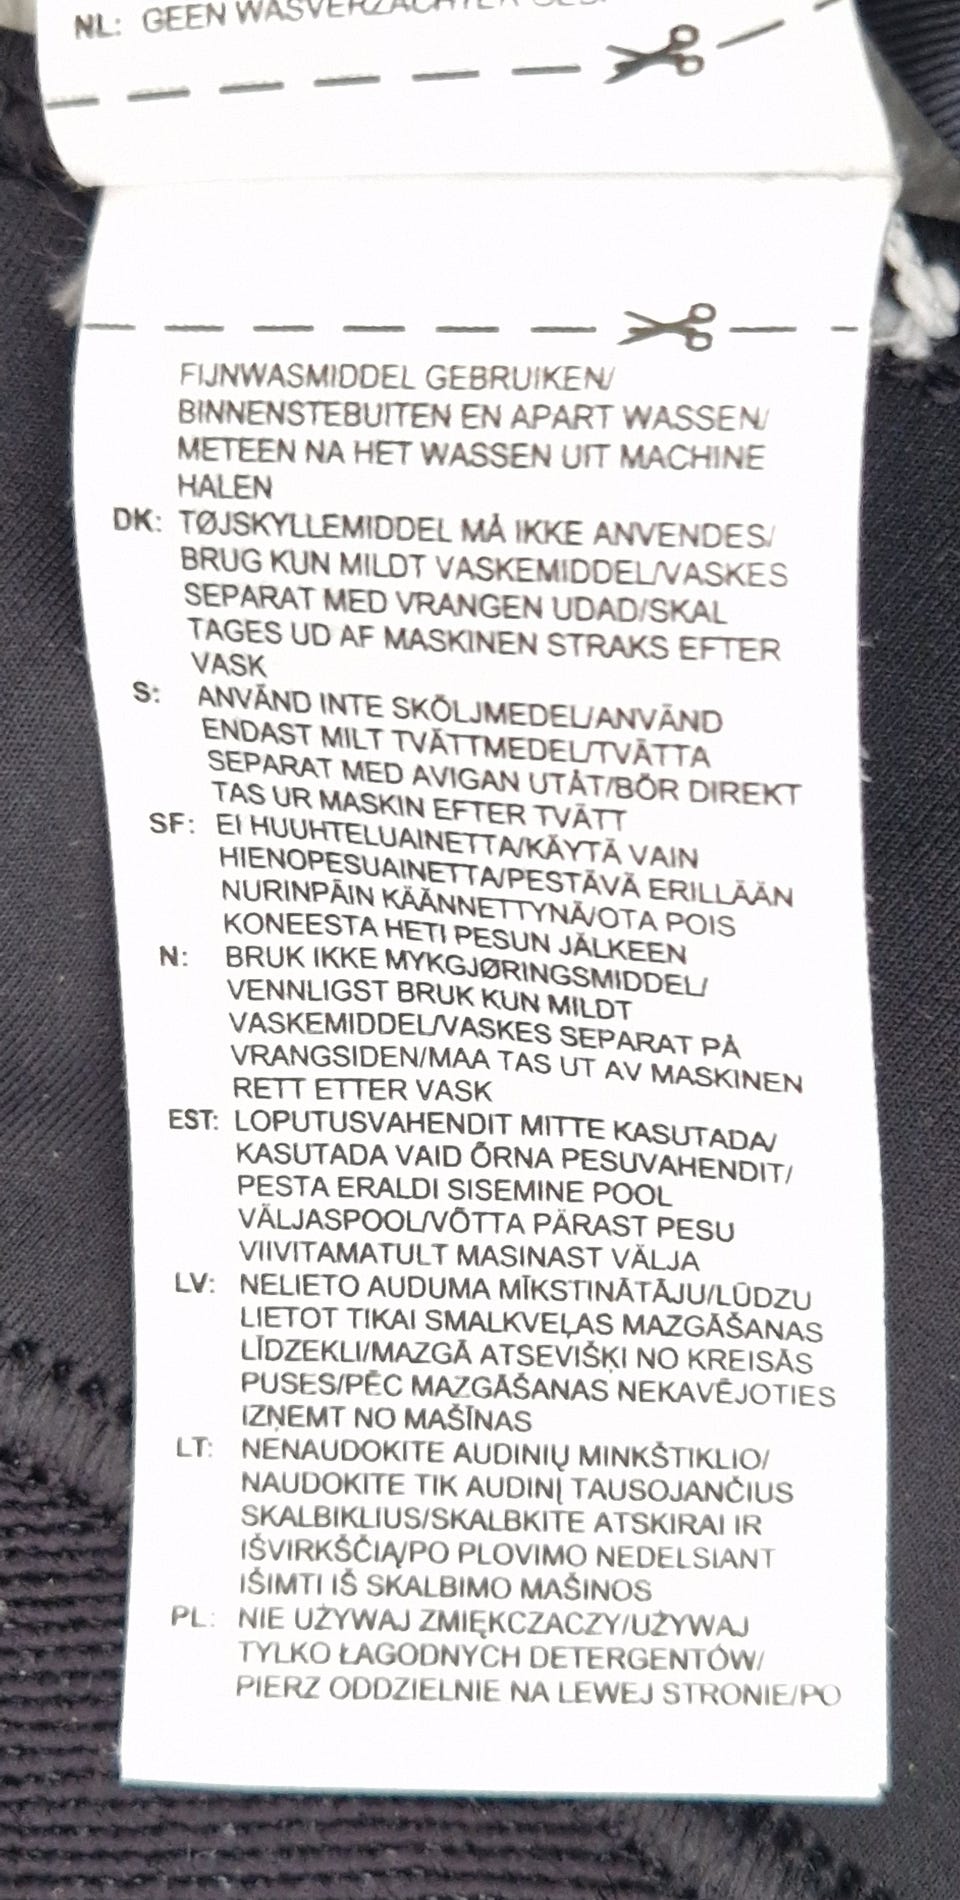 NL: GEEN WASVERZACHTER
FIJNWASMIDDEL GEBRUIKEN/
BINNENSTEBUITEN EN APART WASSEN/
METEEN NA HET WASSEN UIT MACHINE
HALEN
DK: TØJSKYLLEMIDDEL MÅ IKKE ANVENDES/
BRUG KUN MILDT VASKEMIDDEL/VASKES
SEPARAT MED VRANGEN UDAD/SKAL
TAGES UD AF MASKINEN STRAKS EFTER
VASK
S: ANVÄND INTE SKÖLJMEDEL/ANVÄND
ENDAST MILT TVÄTTMEDEL/TVÄTTA
SEPARAT MED AVIGAN UTÅT/BÖR DIREKT
TAS UR MASKIN EFTER TVÄTT
SF: EI HUUHTELUAINETTA/KÄYTÄ VAIN
HIENOPESUAINETTA/PESTÄVÄ ERILLÄÄN
NURINPÄIN KÄÄNNETTYNÄ/OTA POIS
KONEESTA HETI PESUN JÄLKEEN
N: BRUK IKKE MYKGJØRINGSMIDDEL/
VENNLIGST BRUK KUN MILDT
VASKEMIDDEL/VASKES SEPARAT PÅ
VRANGSIDEN/MAA TAS UT AV MASKINEN
RETT ETTER VASK
EST: LOPUTUSVAHENDIT MITTE KASUTADA/
KASUTADA VAID ÕRNA PESUVAHENDIT/
PESTA ERALDI SISEMINE POOL
VÄLJASPOOL/VÕTTA PÄRAST PESU
VIIVITAMATULT MASINAST VÄLJA
LV: NELIETO AUDUMA MĪKSTINĀTĀJU/LŪDZU
LIETOT TIKAI SMALKVEĻAS MAZGĀŠANAS
LĪDZEKLI/MAZGĀ ATSEVIŠĶI NO KREISĀS
PUSES/PĒC MAZGĀŠANAS NEKAVĒJOTIES
IZŅEMT NO MAŠĪNAS
LT: NENAUDOKITE AUDINIŲ MINKŠTIKLIO/
NAUDOKITE TIK AUDINĮ TAUSOJANČIUS
SKALBIKLIUS/SKALBKITE ATSKIRAI IR
IŠVIRKŠČIĄ/PO PLOVIMO NEDELSIANT
IŠIMTI IŠ SKALBIMO MAŠINOS
PL: NIE UŻYWAJ ZMIĘKCZACZY/UŻYWAJ
TYLKO ŁAGODNYCH DETERGENTÓW/
PIERZ ODDZIELNIE NA LEWEJ STRONIE/PO